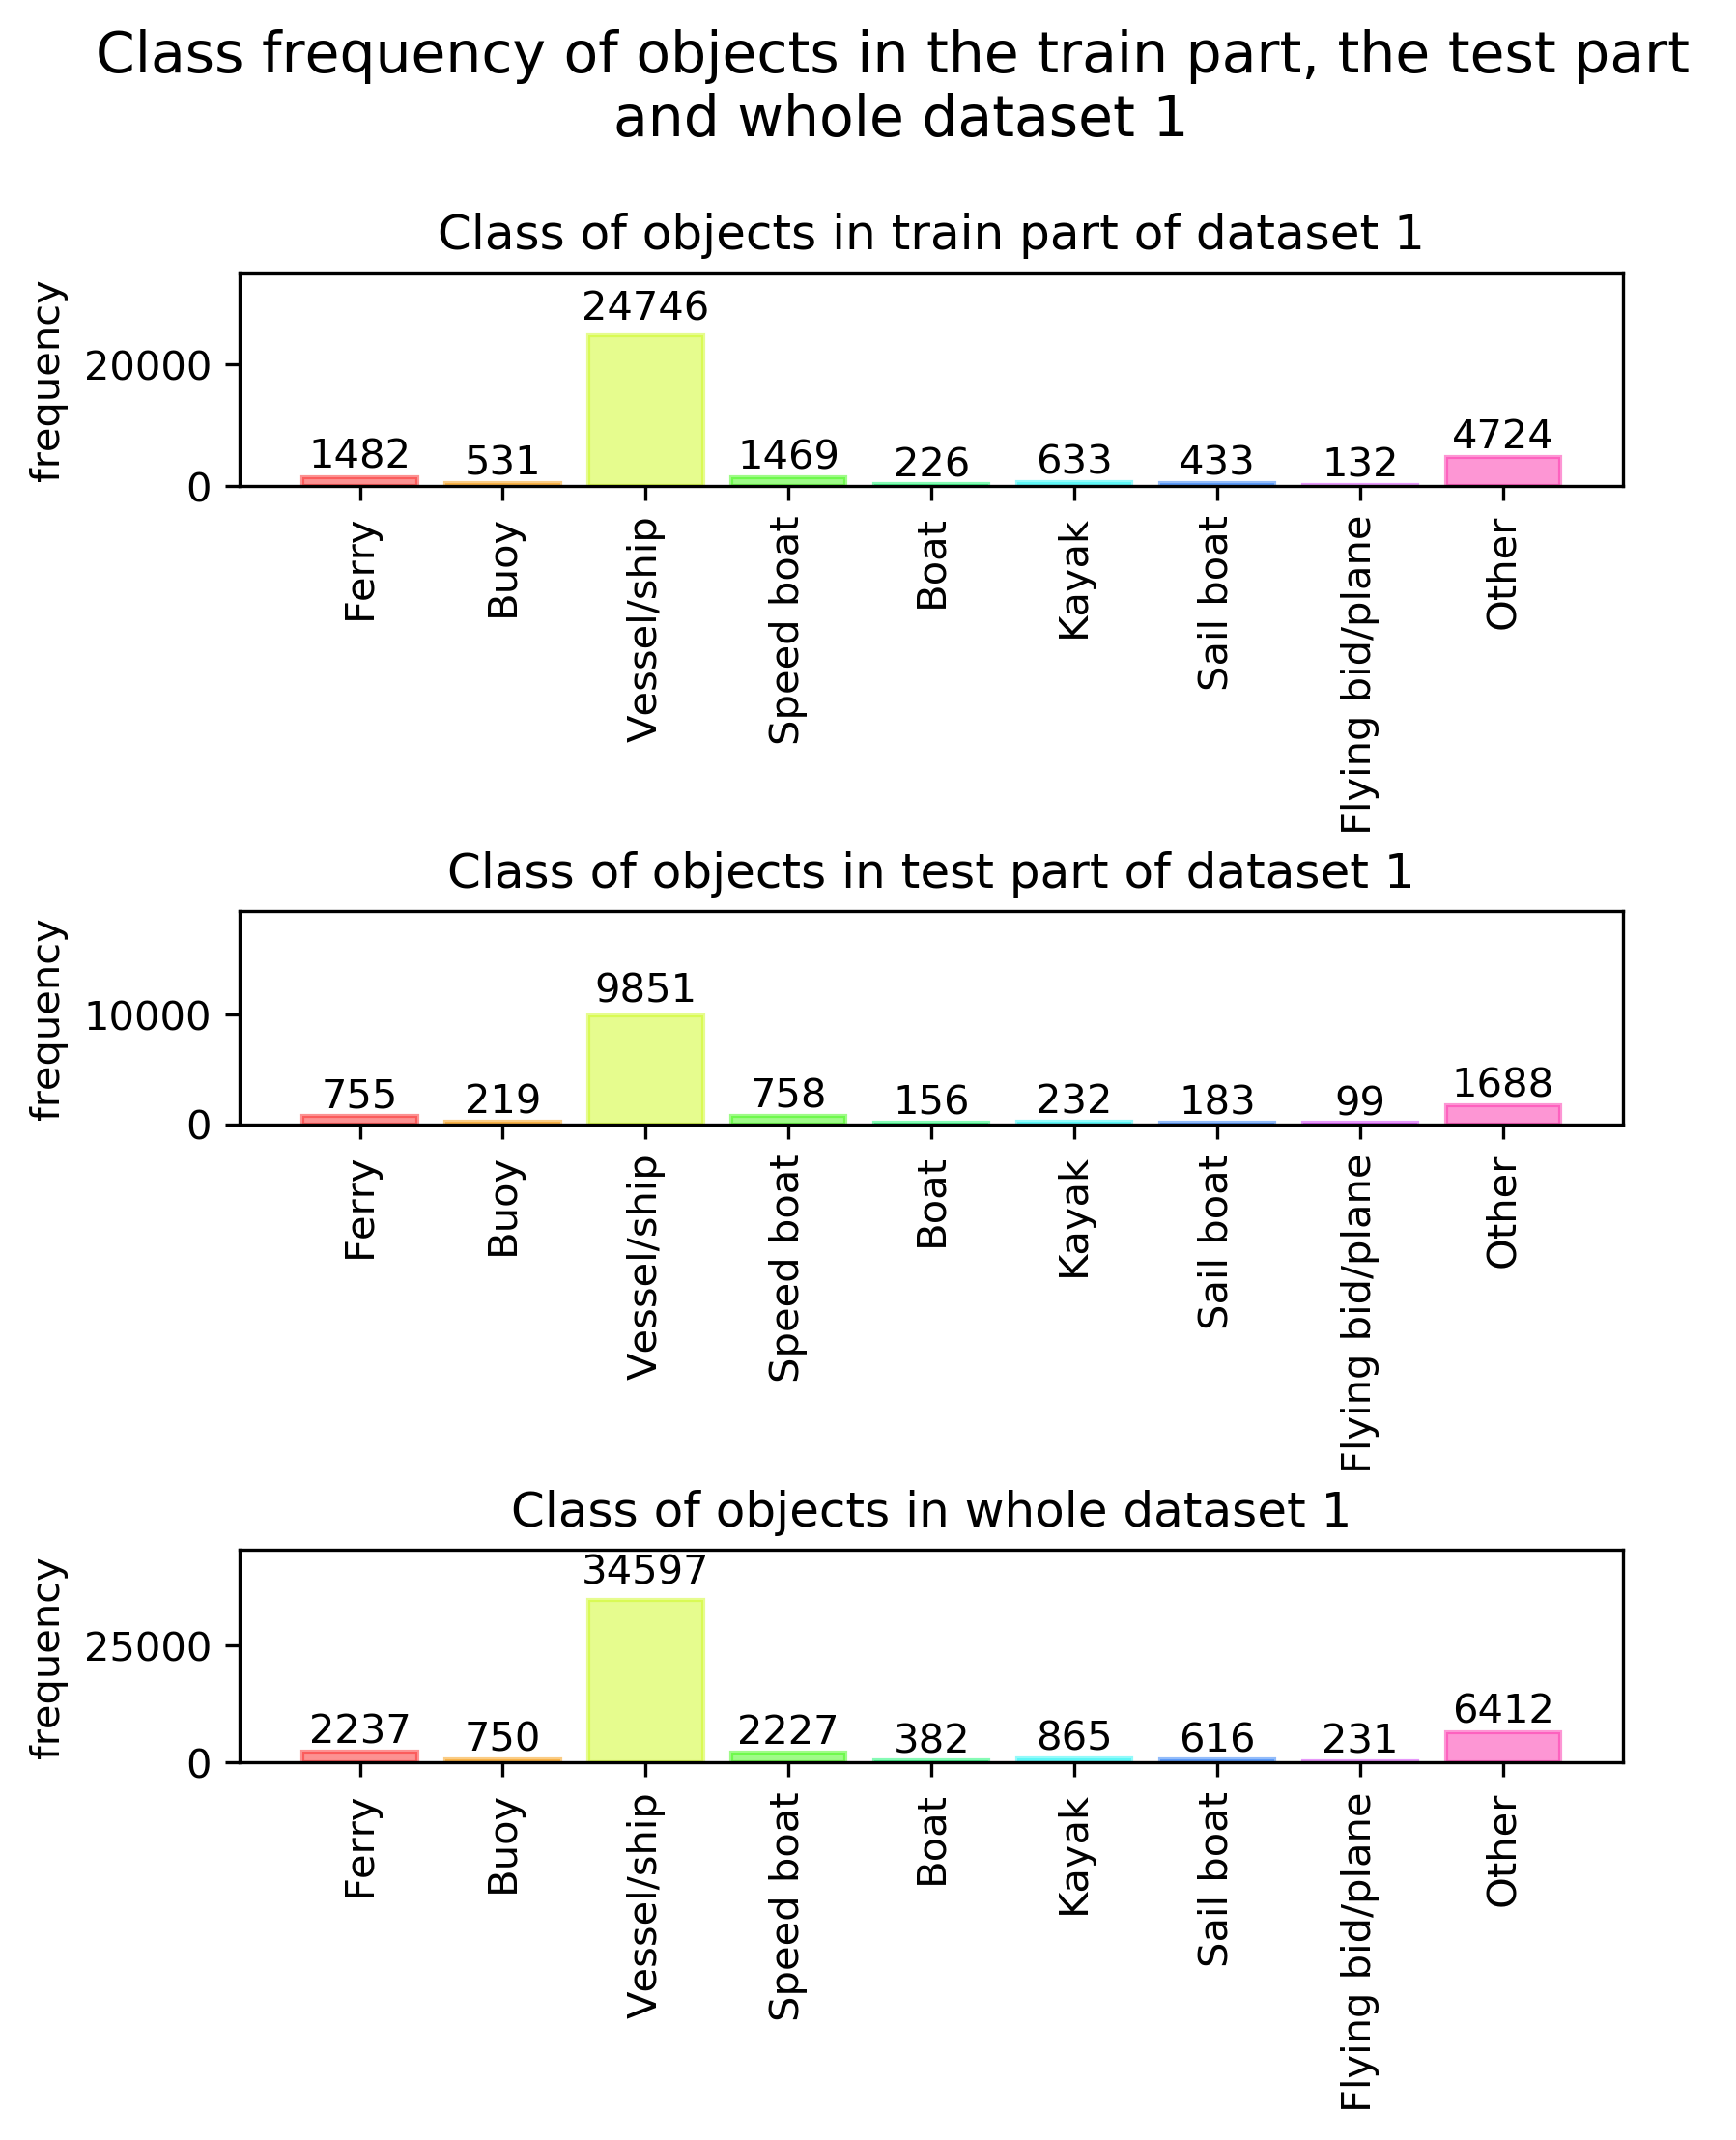 Class frequency of objects in the train part, the test part
and whole dataset 1
Class of objects in train part of dataset 1
frequency
20000
0
24746
1482
531
1469
226
633
433
132
4724
Ferry
Buoy
Vessel/ship
Speed boat
Boat
Kayak
Sail boat
Flying bid/plane
Other
Class of objects in test part of dataset 1
frequency
10000
0
755
219
9851
758
156
232
183
99
1688
Ferry
Buoy
Vessel/ship
Speed boat
Boat
Kayak
Sail boat
Flying bid/plane
Other
Class of objects in whole dataset 1
frequency
25000
0
2237
750
34597
2227
382
865
616
231
6412
Ferry
Buoy
Vessel/ship
Speed boat
Boat
Kayak
Sail boat
Flying bid/plane
Other